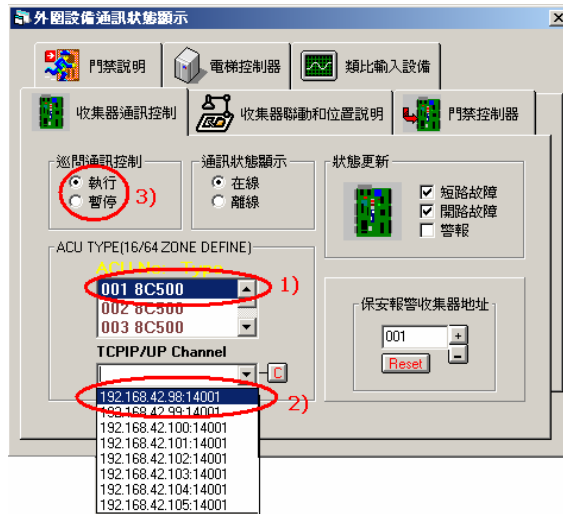 外圍設備通訊狀態顯示
門禁説明
電梯控制器
類比輸入設備
收集器通訊控制
收集器聯動和位置説明
門禁控制器
巡問通訊控制
執行
暫停
3)
通訊狀態顯示
在線
離線
狀態更新
短路故障
開路故障
警報
ACU TYPE(16/64 ZONE DEFINE)
ACU No. Type
001 8C500
1)
002 8C500
003 8C500
TCPIP/UP Channel
C
192.168.42.98:14001
2)
192.168.42.99:14001
192.168.42.100:14001
192.168.42.101:14001
192.168.42.102:14001
192.168.42.103:14001
192.168.42.104:14001
192.168.42.105:14001
保安報警收集器地址
001
+
-
Reset